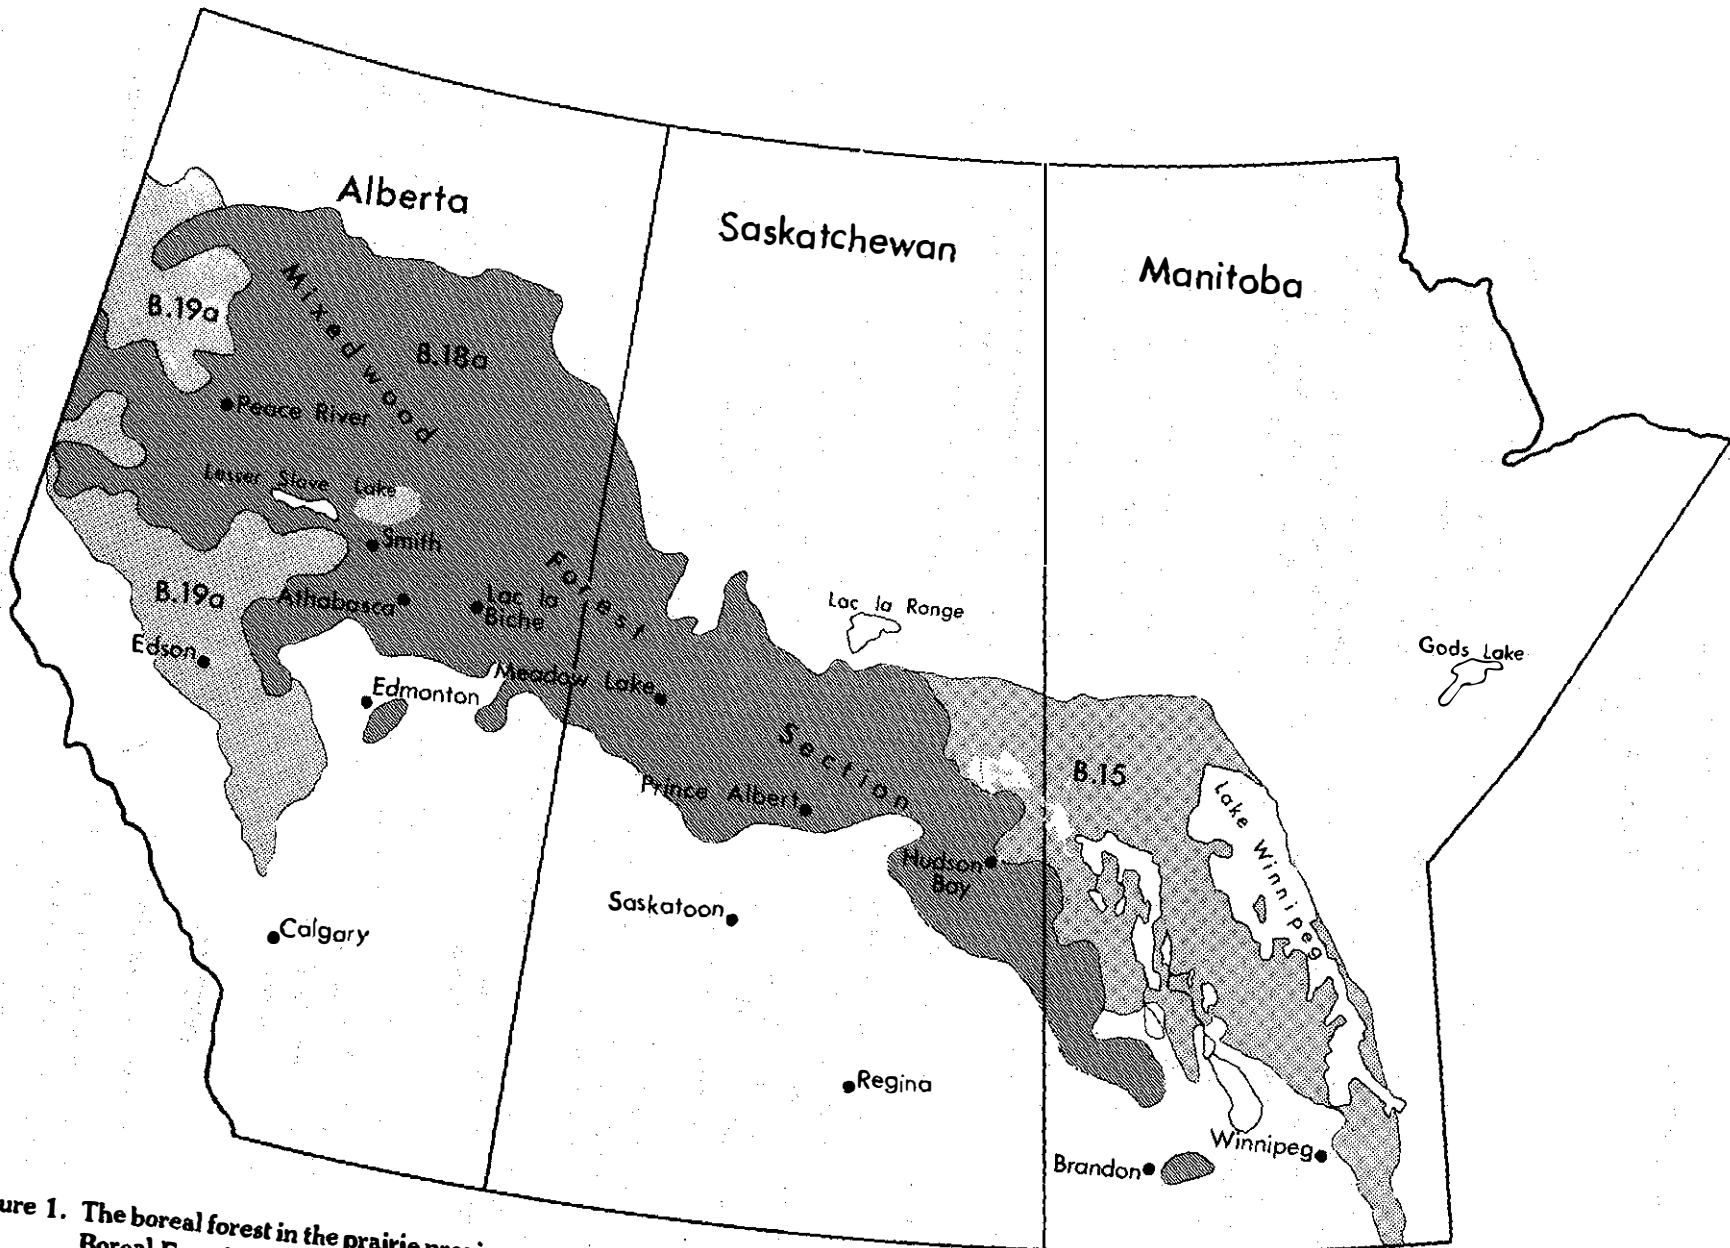 Alberta
Saskatchewan
Manitoba
B.19a
Mixedwood
B.18a
Peace River
Lesser Slave Lake
Smith
B.19a
Athabasca
Lac la
Biche
Forest
Lac la Range
Gods Lake
Edson
Edmonton
Meadow Lake
Section
B.15
Lake Winnipeg
Prince Albert
Hudson
Bay
Saskatoon
Calgary
Regina
Winnipeg
Brandon
ure 1. The boreal forest in the prairie
Boreal